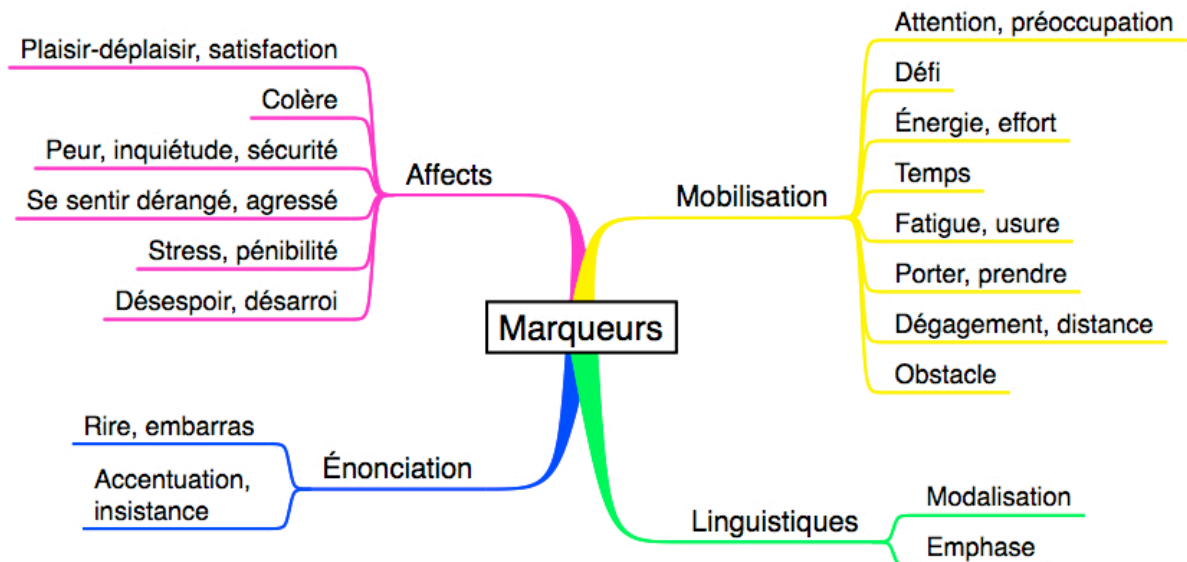 Marqueurs
Affects
Plaisir-déplaisir, satisfaction
Colère
Peur, inquiétude, sécurité
Se sentir dérangé, agressé
Stress, pénibilité
Désespoir, désarroi
Mobilisation
Attention, préoccupation
Défi
Énergie, effort
Temps
Fatigue, usure
Porter, prendre
Dégagement, distance
Obstacle
Énonciation
Rire, embarras
Accentuation,
insistance
Linguistiques
Modalisation
Emphase